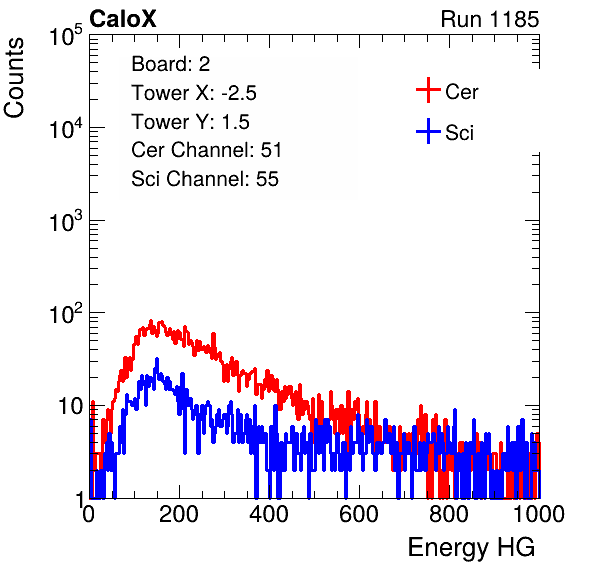 CaloX Run 1185
Counts
10^5
10^4
10^3
10^2
10
1
Board: 2
Tower X: -2.5
Tower Y: 1.5
Cer Channel: 51
Sci Channel: 55
Cer
Sci
0 200 400 600 800 1000
Energy HG